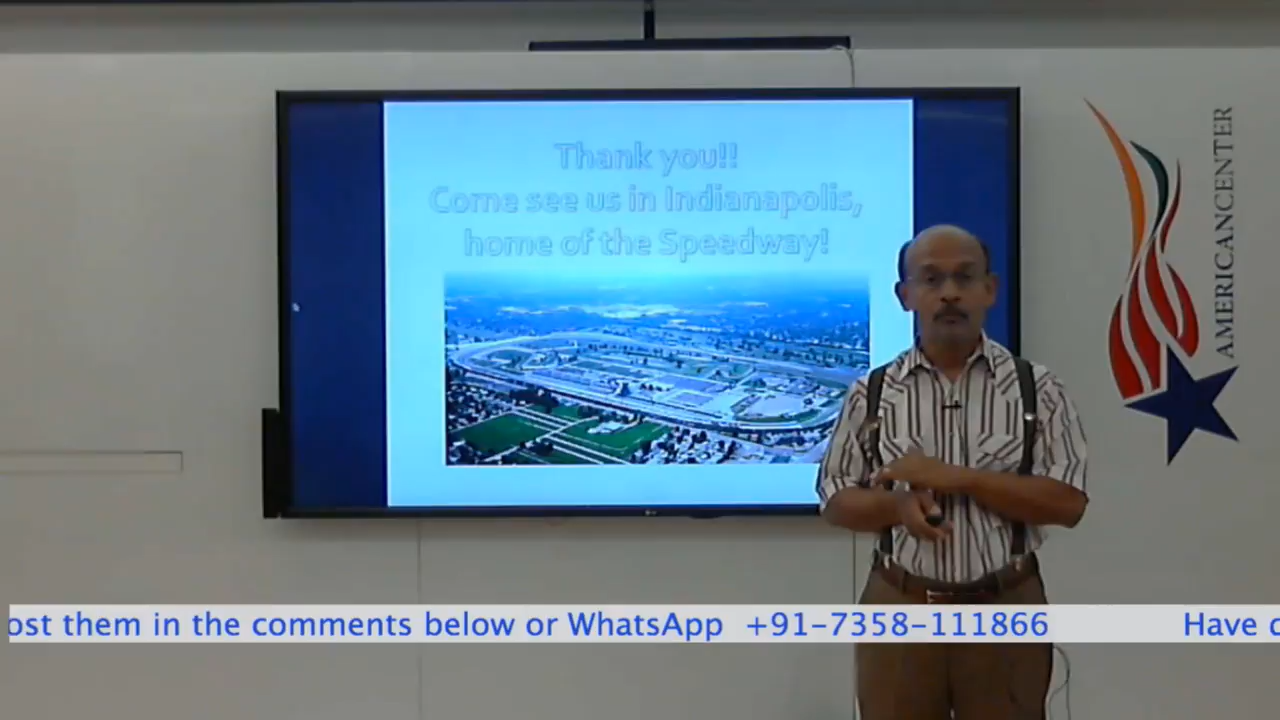 Thank you!!
Come see us in Indianapolis,
home of the Speedway!
AMERICANCENTER
ost them in the comments below or WhatsApp +91-7358-111866 Have